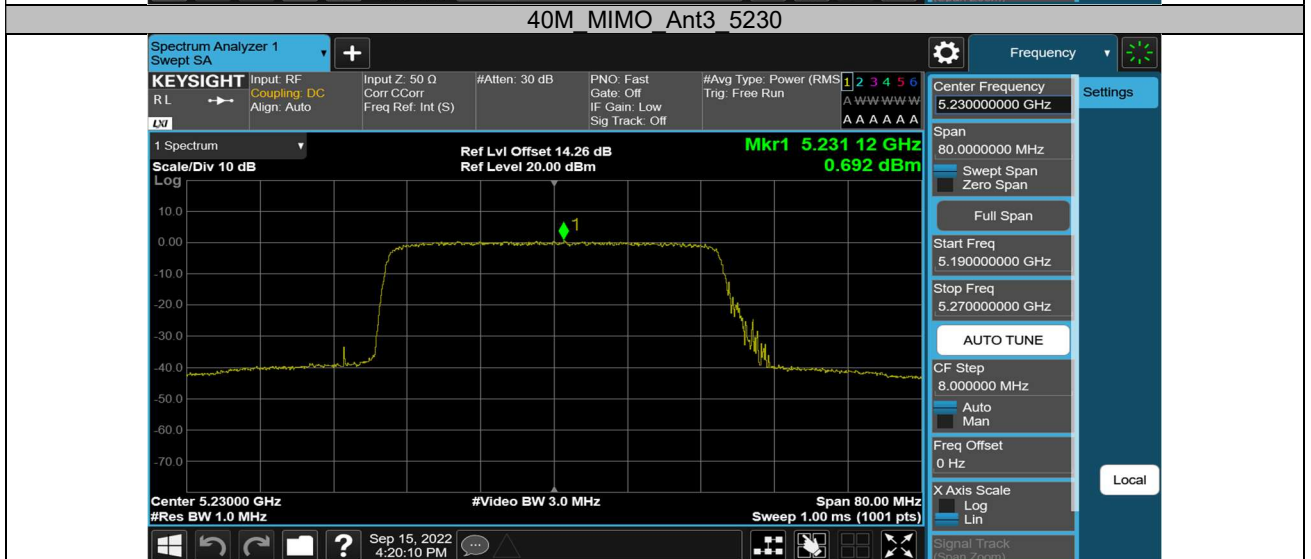 40M_MIMO_Ant3_5230
Spectrum Analyzer 1
Swept SA
Frequency
KEYSIGHT
RL
LXI
Input: RF
Coupling: DC
Align: Auto
Input Z: 50 Ω
Corr CCorr
Freq Ref: Int (S)
#Atten: 30 dB
PNO: Fast
Gate: Off
IF Gain: Low
Sig Track: Off
#Avg Type: Power (RMS
Trig: Free Run
1 2 3 4 5 6
A W W W W W
A A A A A A
1 Spectrum
Scale/Div 10 dB
Log
Ref Lvl Offset 14.26 dB
Ref Level 20.00 dBm
Mkr1 5.231 12 GHz
0.692 dBm
1
10.0
0.00
-10.0
-20.0
-30.0
-40.0
-50.0
-60.0
-70.0
Center 5.23000 GHz
#Res BW 1.0 MHz
#Video BW 3.0 MHz
Span 80.00 MHz
Sweep 1.00 ms (1001 pts)
Sep 15, 2022
4:20:10 PM
Center Frequency
5.230000000 GHz
Settings
Span
80.0000000 MHz
Swept Span
Zero Span
Full Span
Start Freq
5.190000000 GHz
Stop Freq
5.270000000 GHz
AUTO TUNE
CF Step
8.000000 MHz
Auto
Man
Freq Offset
0 Hz
X Axis Scale
Log
Lin
Local
Signal Track
(Span Zoom)